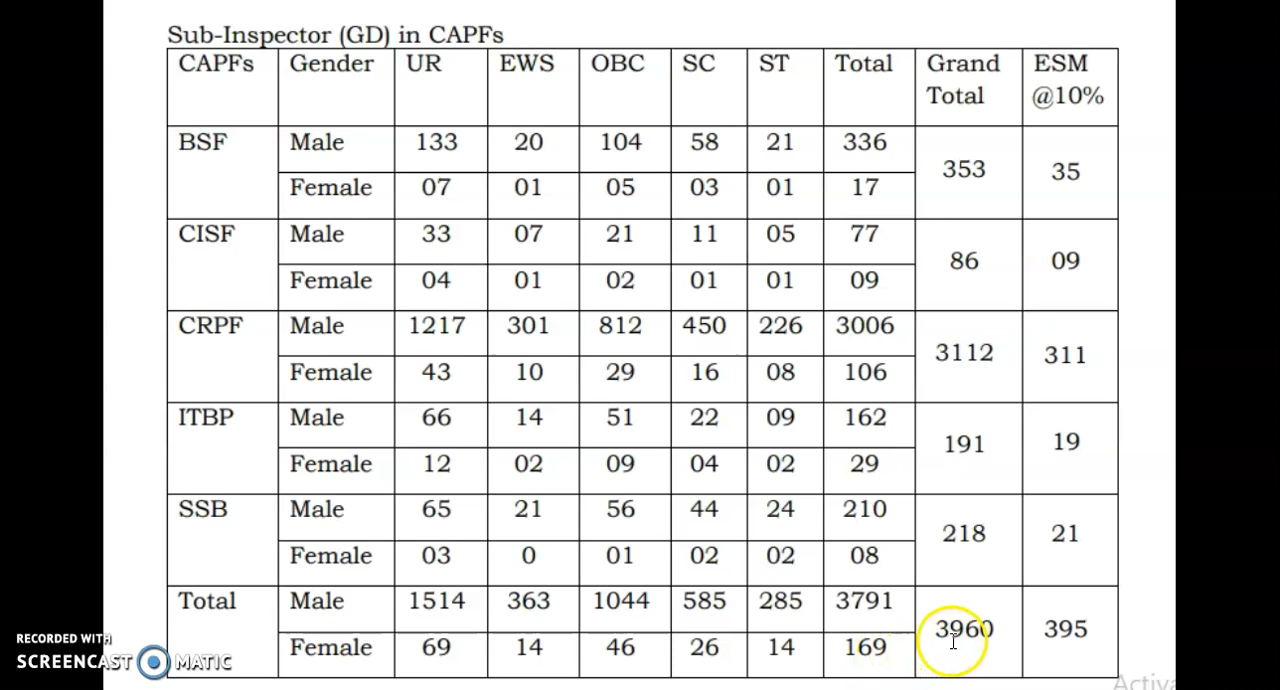 Sub-Inspector (GD) in CAPFs
CAPFs Gender UR EWS OBC SC ST Total Grand Total ESM @10%
BSF Male 133 20 104 58 21 336 353 35
Female 07 01 05 03 01 17
CISF Male 33 07 21 11 05 77 86 09
Female 04 01 02 01 01 09
CRPF Male 1217 301 812 450 226 3006 3112 311
Female 43 10 29 16 08 106
ITBP Male 66 14 51 22 09 162 191 19
Female 12 02 09 04 02 29
SSB Male 65 21 56 44 24 210 218 21
Female 03 0 01 02 02 08
Total Male 1514 363 1044 585 285 3791 3960 395
Female 69 14 46 26 14 169
RECORDED WITH
SCREENCAST MATIC
Activa